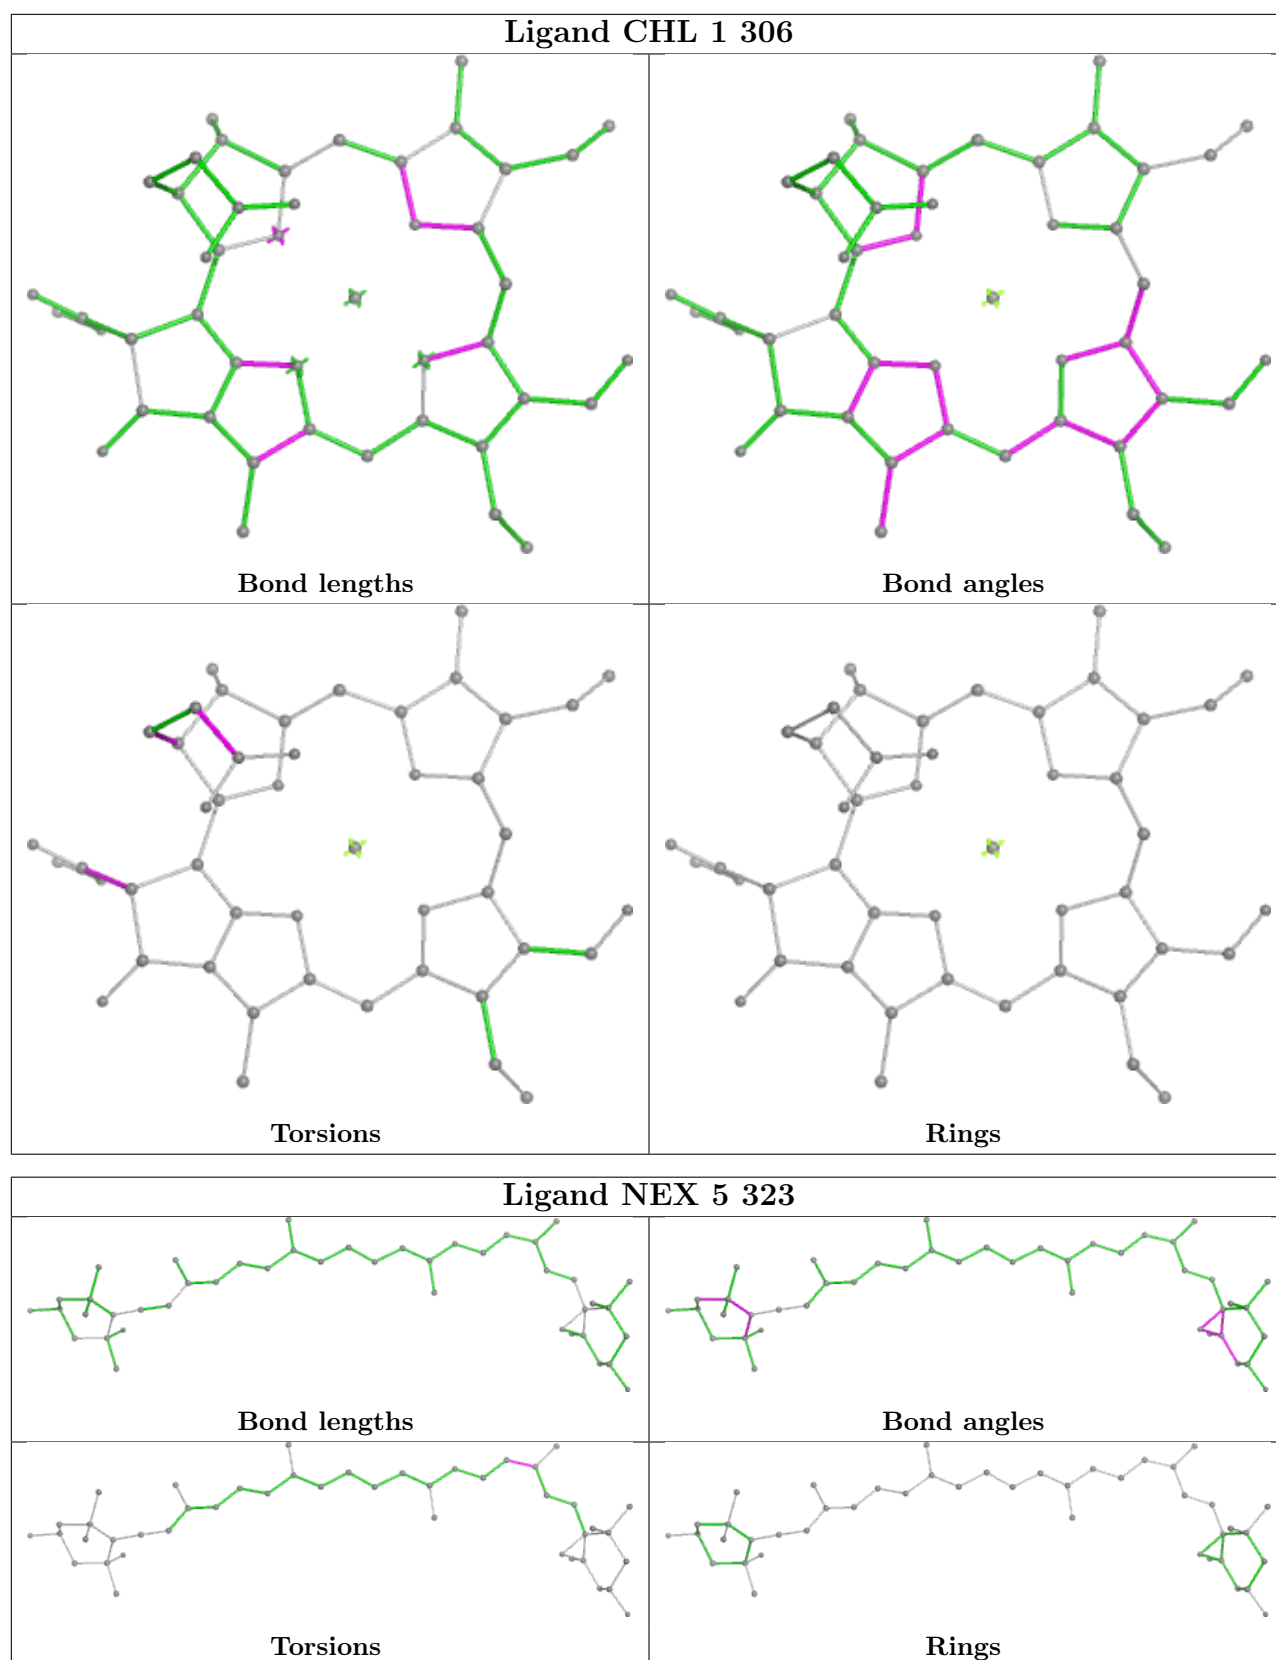 Ligand CHL 1 306
Bond lengths
Bond angles
Torsions
Rings
Ligand NEX 5 323
Bond lengths
Bond angles
Torsions
Rings